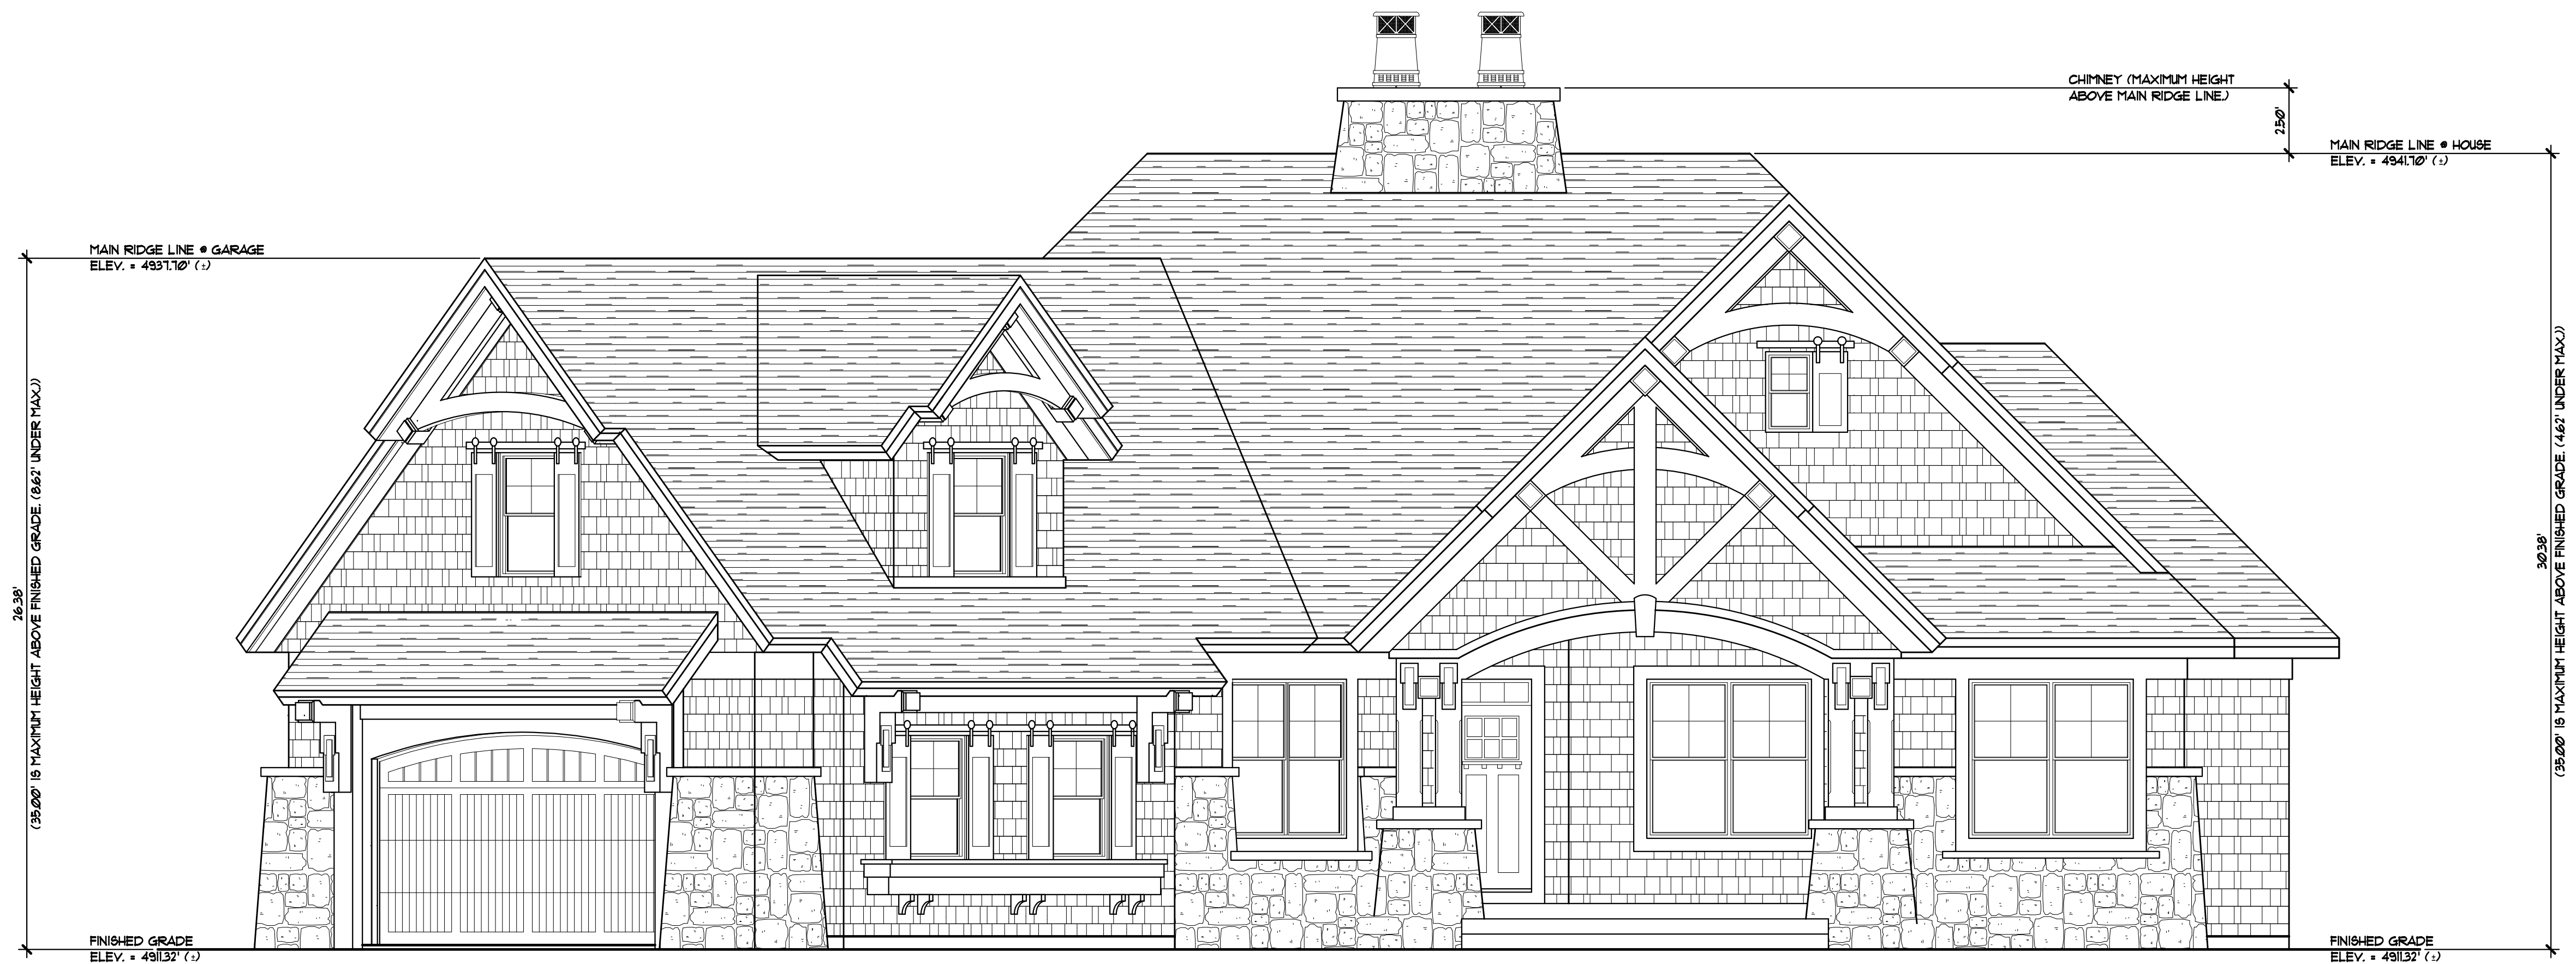 CHIMNEY (MAXIMUM HEIGHT
ABOVE MAIN RIDGE LINE.)
2.50'
MAIN RIDGE LINE @ HOUSE
ELEV. = 4941.70' (±)
MAIN RIDGE LINE @ GARAGE
ELEV. = 4937.70' (±)
26.38'
(35.00' IS MAXIMUM HEIGHT ABOVE FINISHED GRADE. (8.62' UNDER MAX.))
30.38'
(35.00' IS MAXIMUM HEIGHT ABOVE FINISHED GRADE. (4.62' UNDER MAX.))
FINISHED GRADE
ELEV. = 4911.32' (±)
FINISHED GRADE
ELEV. = 4911.32' (±)